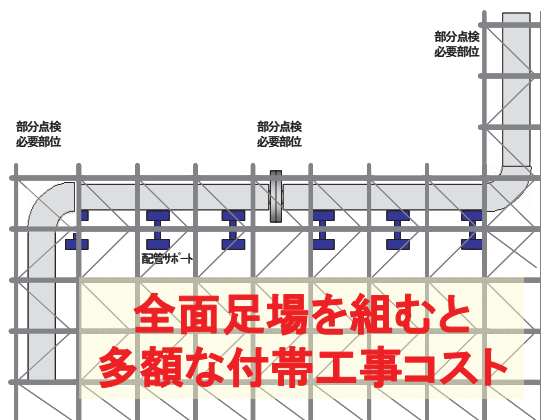 部分点検
必要部位
部分点検
必要部位
部分点検
必要部位
配管ｻﾎﾟｰﾄ
全面足場を組むと
多額な付帯工事コスト